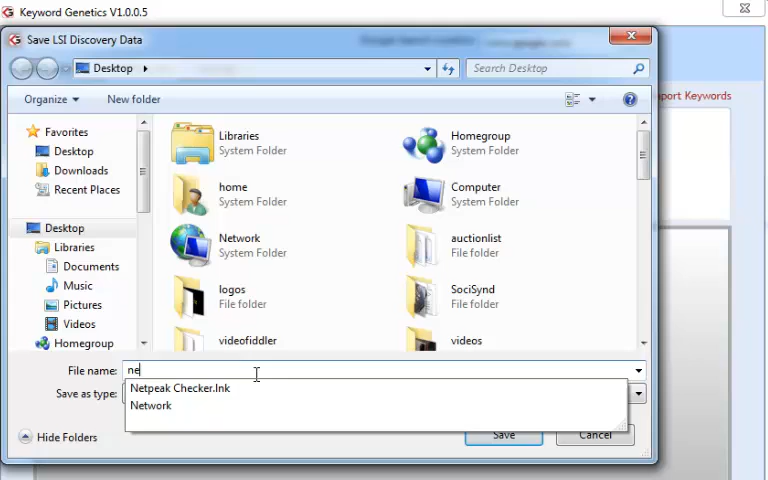 Keyword Genetics V1.0.0.5
Save LSI Discovery Data
Desktop
Search Desktop
Organize
New folder
port Keywords
Favorites
Desktop
Downloads
Recent Places
Desktop
Libraries
Documents
Music
Pictures
Videos
Homegroup
Libraries
System Folder
Homegroup
System Folder
home
System Folder
Computer
System Folder
Network
System Folder
auctionlist
File folder
logos
File folder
SociSynd
File folder
videofiddler
videos
File name: ne
Netpeak Checker.lnk
Network
Save as type:
Hide Folders
Save
Cancel